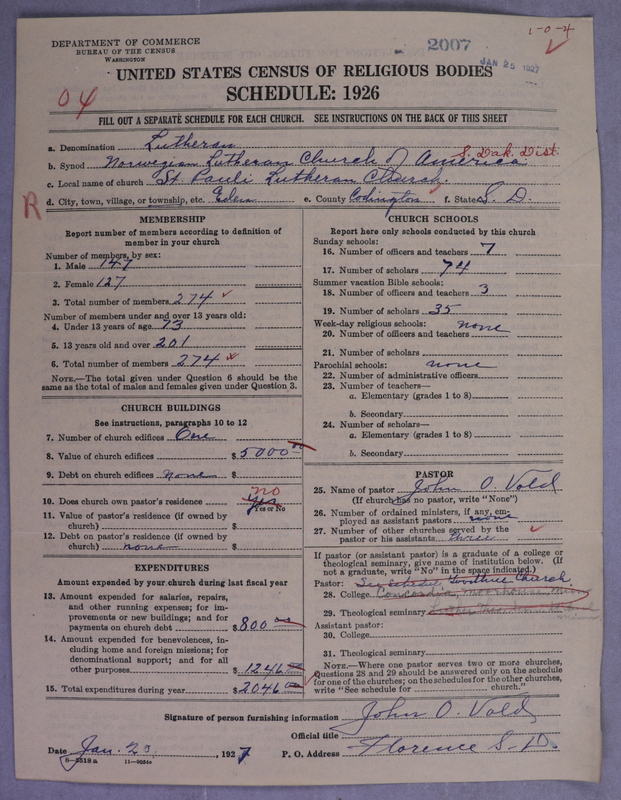 1-0-4
DEPARTMENT OF COMMERCE
BUREAU OF THE CENSUS
WASHINGTON
2007
JAN 25 1927
UNITED STATES CENSUS OF RELIGIOUS BODIES
SCHEDULE: 1926
04
FILL OUT A SEPARATE SCHEDULE FOR EACH CHURCH. SEE INSTRUCTIONS ON THE BACK OF THIS SHEET
a. Denomination Lutheran
b. Synod Norwegian Lutheran Church of America S. Dak. Dist.
c. Local name of church St Pauli Lutheran Church.
R
d. City, town, village, or township, etc. e. County Codington f. State S. D.
MEMBERSHIP
Report number of members according to definition of
member in your church
Number of members, by sex:
1. Male 147
2. Female 127
3. Total number of members 274
Number of members under and over 13 years old:
4. Under 13 years of age 73
5. 13 years old and over 201
6. Total number of members 274
NOTE.—The total given under Question 6 should be the
same as the total of males and females given under Question 3.
CHURCH BUILDINGS
See instructions, paragraphs 10 to 12
7. Number of church edifices One
8. Value of church edifices $5000
9. Debt on church edifices none $
no
10. Does church own pastor's residence Yes
Yes or No
11. Value of pastor's residence (if owned by
church) $
12. Debt on pastor's residence (if owned by
church) none $
EXPENDITURES
Amount expended by your church during last fiscal year
13. Amount expended for salaries, repairs,
and other running expenses; for im-
provements or new buildings; and for
payments on church debt $800
14. Amount expended for benevolences, in-
cluding home and foreign missions; for
denominational support; and for all
other purposes $1246
15. Total expenditures during year $2046
CHURCH SCHOOLS
Report here only schools conducted by this church
Sunday schools:
16. Number of officers and teachers 7
17. Number of scholars 74
Summer vacation Bible schools:
18. Number of officers and teachers 3
19. Number of scholars 35
Week-day religious schools: none
20. Number of officers and teachers
21. Number of scholars
Parochial schools: none
22. Number of administrative officers
23. Number of teachers—
a. Elementary (grades 1 to 8)
b. Secondary
24. Number of scholars—
a. Elementary (grades 1 to 8)
b. Secondary
PASTOR
25. Name of pastor John O. Vold
(If church has no pastor, write "None")
26. Number of ordained ministers, if any, em-
ployed as assistant pastors none
27. Number of other churches served by the
pastor or his assistants three
If pastor (or assistant pastor) is a graduate of a college or
theological seminary, give name of institution below. (If
not a graduate, write "No" in the space indicated.)
Pastor: Church
28. College Concordia, Moorhead, Minn
29. Theological seminary
Assistant pastor:
30. College
31. Theological seminary
NOTE.—Where one pastor serves two or more churches,
Questions 28 and 29 should be answered only on the schedule
for one of the churches; on the schedules for the other churches,
write "See schedule for church."
Signature of person furnishing information John O. Vold
Official title
Date Jan. 20, 1927 P. O. Address Florence S. D.
8—5318 a 11—9034